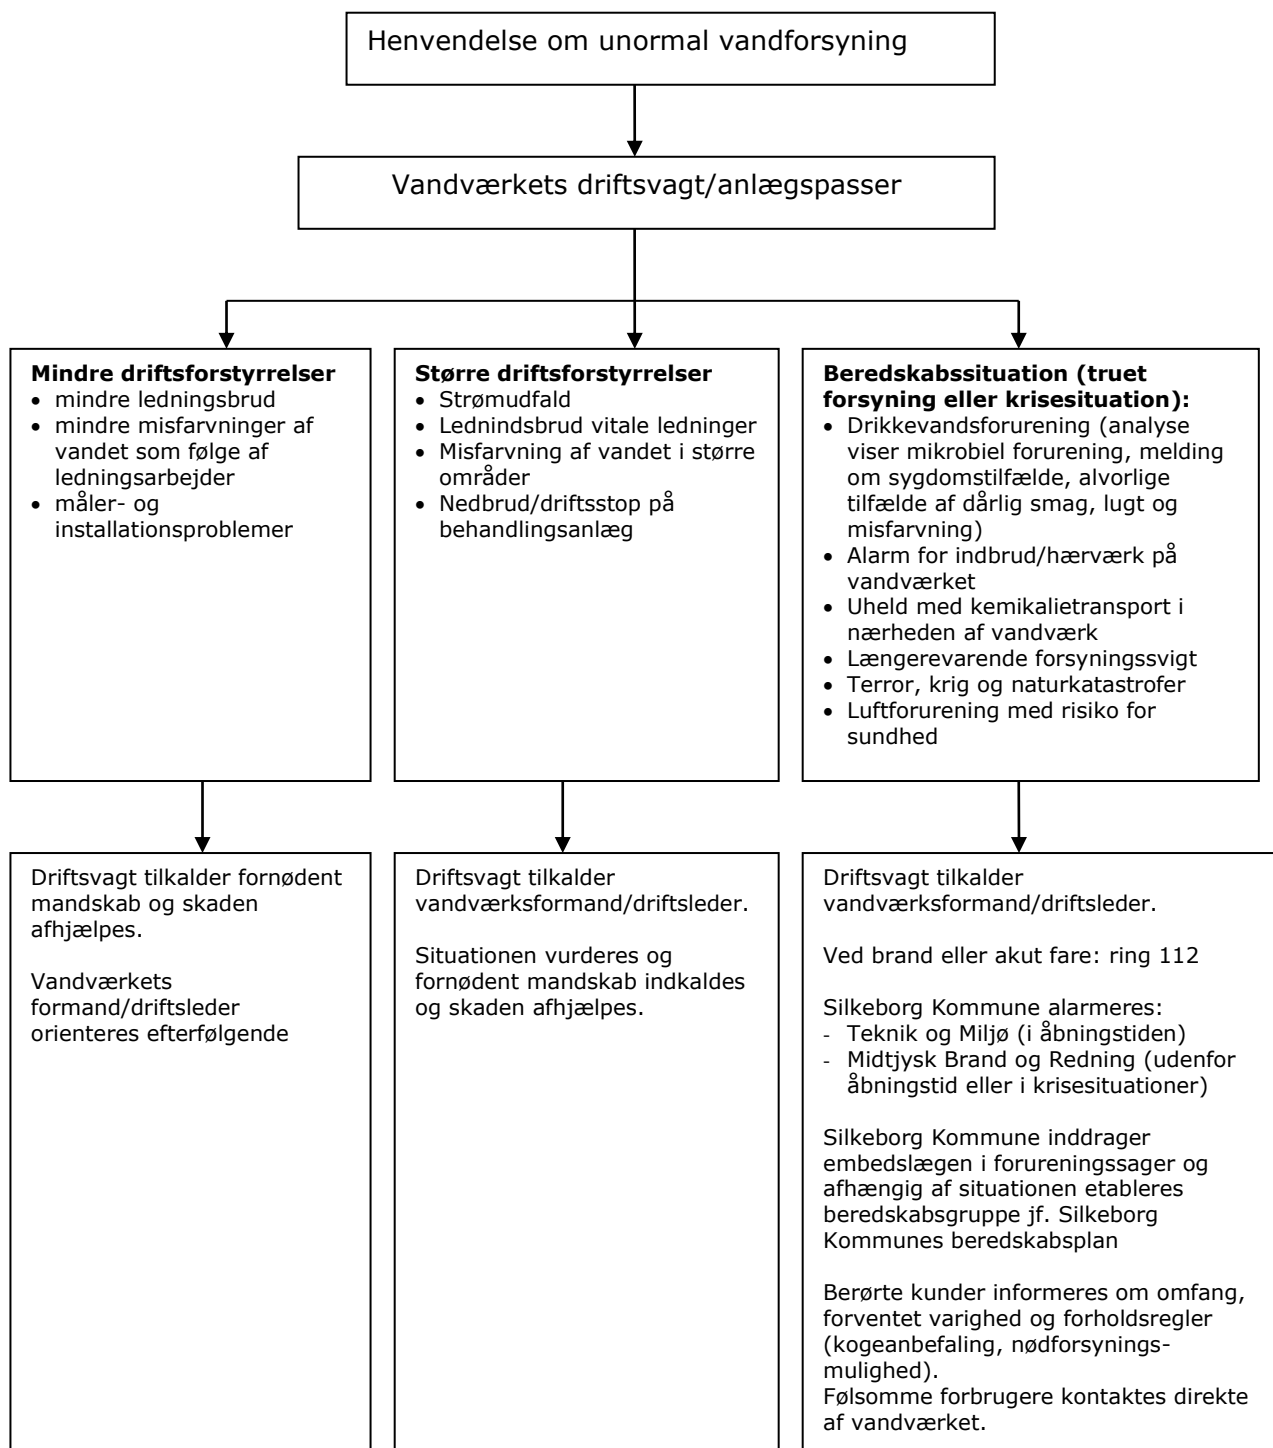 Henvendelse om unormal vandforsyning
Vandværkets driftsvagt/anlægspasser
Mindre driftsforstyrrelser
• mindre ledningsbrud
• mindre misfarvninger af
vandet som følge af
ledningsarbejder
• måler- og
installationsproblemer
Større driftsforstyrrelser
• Strømudfald
• Lednindsbrud vitale ledninger
• Misfarvning af vandet i større
områder
• Nedbrud/driftsstop på
behandlingsanlæg
Beredskabssituation (truet
forsyning eller krisesituation):
• Drikkevandsforurening (analyse
viser mikrobiel forurening, melding
om sygdomstilfælde, alvorlige
tilfælde af dårlig smag, lugt og
misfarvning)
• Alarm for indbrud/hærværk på
vandværket
• Uheld med kemikalietransport i
nærheden af vandværk
• Længerevarende forsyningssvigt
• Terror, krig og naturkatastrofer
• Luftforurening med risiko for
sundhed
Driftsvagt tilkalder fornødent
mandskab og skaden
afhjælpes.
Vandværkets
formand/driftsleder
orienteres efterfølgende
Driftsvagt tilkalder
vandværksformand/driftsleder.
Situationen vurderes og
fornødent mandskab indkaldes
og skaden afhjælpes.
Driftsvagt tilkalder
vandværksformand/driftsleder.
Ved brand eller akut fare: ring 112
Silkeborg Kommune alarmeres:
- Teknik og Miljø (i åbningstiden)
- Midtjysk Brand og Redning (udenfor
åbningstid eller i krisesituationer)
Silkeborg Kommune inddrager
embedslægen i forureningssager og
afhængig af situationen etableres
beredskabsgruppe jf. Silkeborg
Kommunes beredskabsplan
Berørte kunder informeres om omfang,
forventet varighed og forholdsregler
(kogeanbefaling, nødforsynings-
mulighed).
Følsomme forbrugere kontaktes direkte
af vandværket.